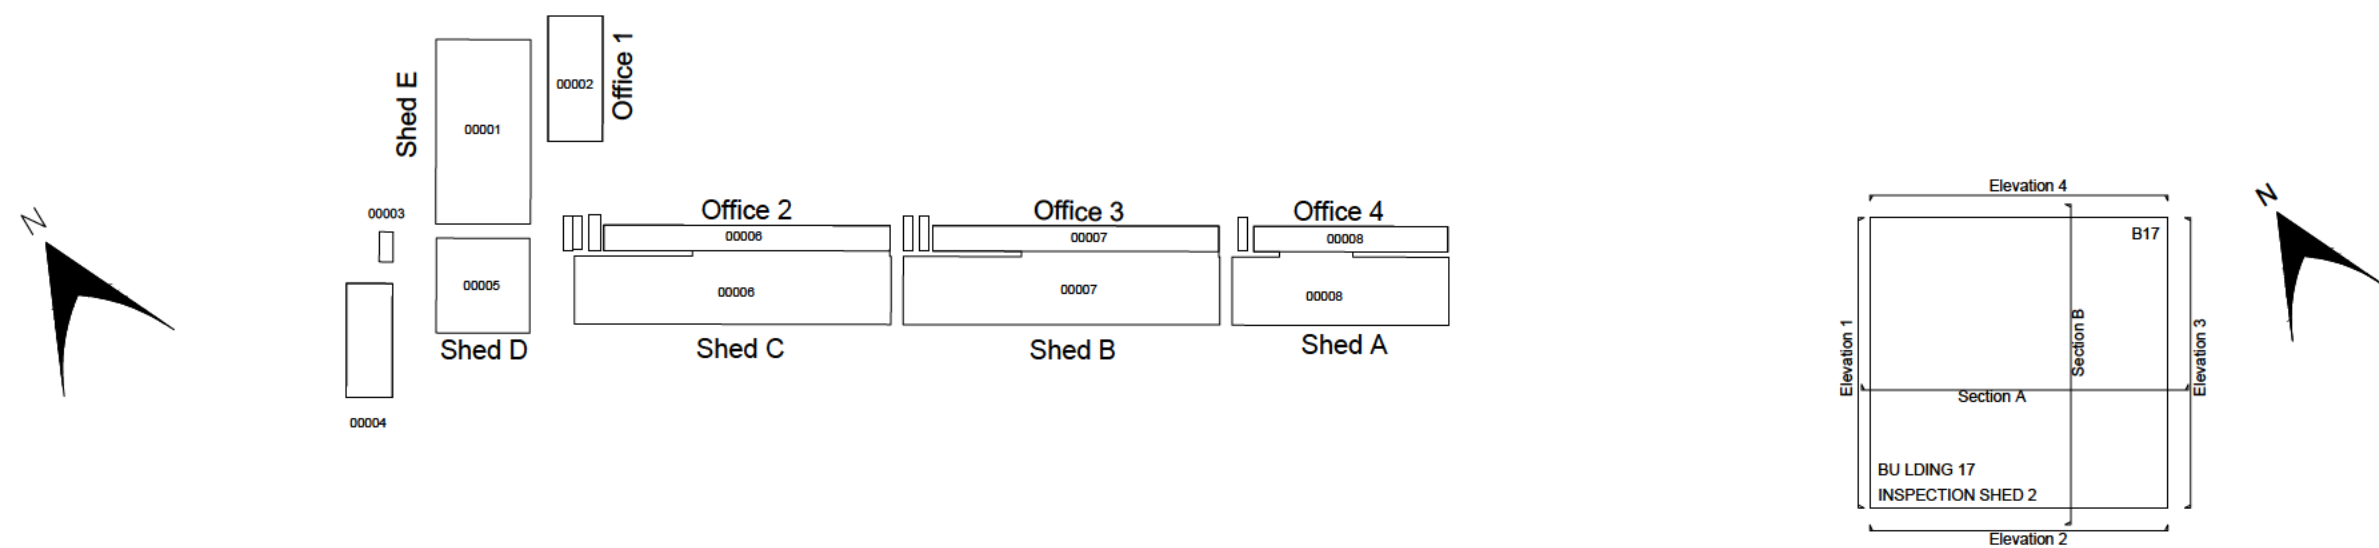 Shed E
00001
00002
Office 1
N
00003
00005
00004
Shed D
Office 2
00006
00006
Shed C
Office 3
00007
00007
Shed B
Office 4
00008
00008
Shed A
Elevation 4
N
B17
Elevation 1
Section B
Elevation 3
Section A
BU LDING 17
INSPECTION SHED 2
Elevation 2